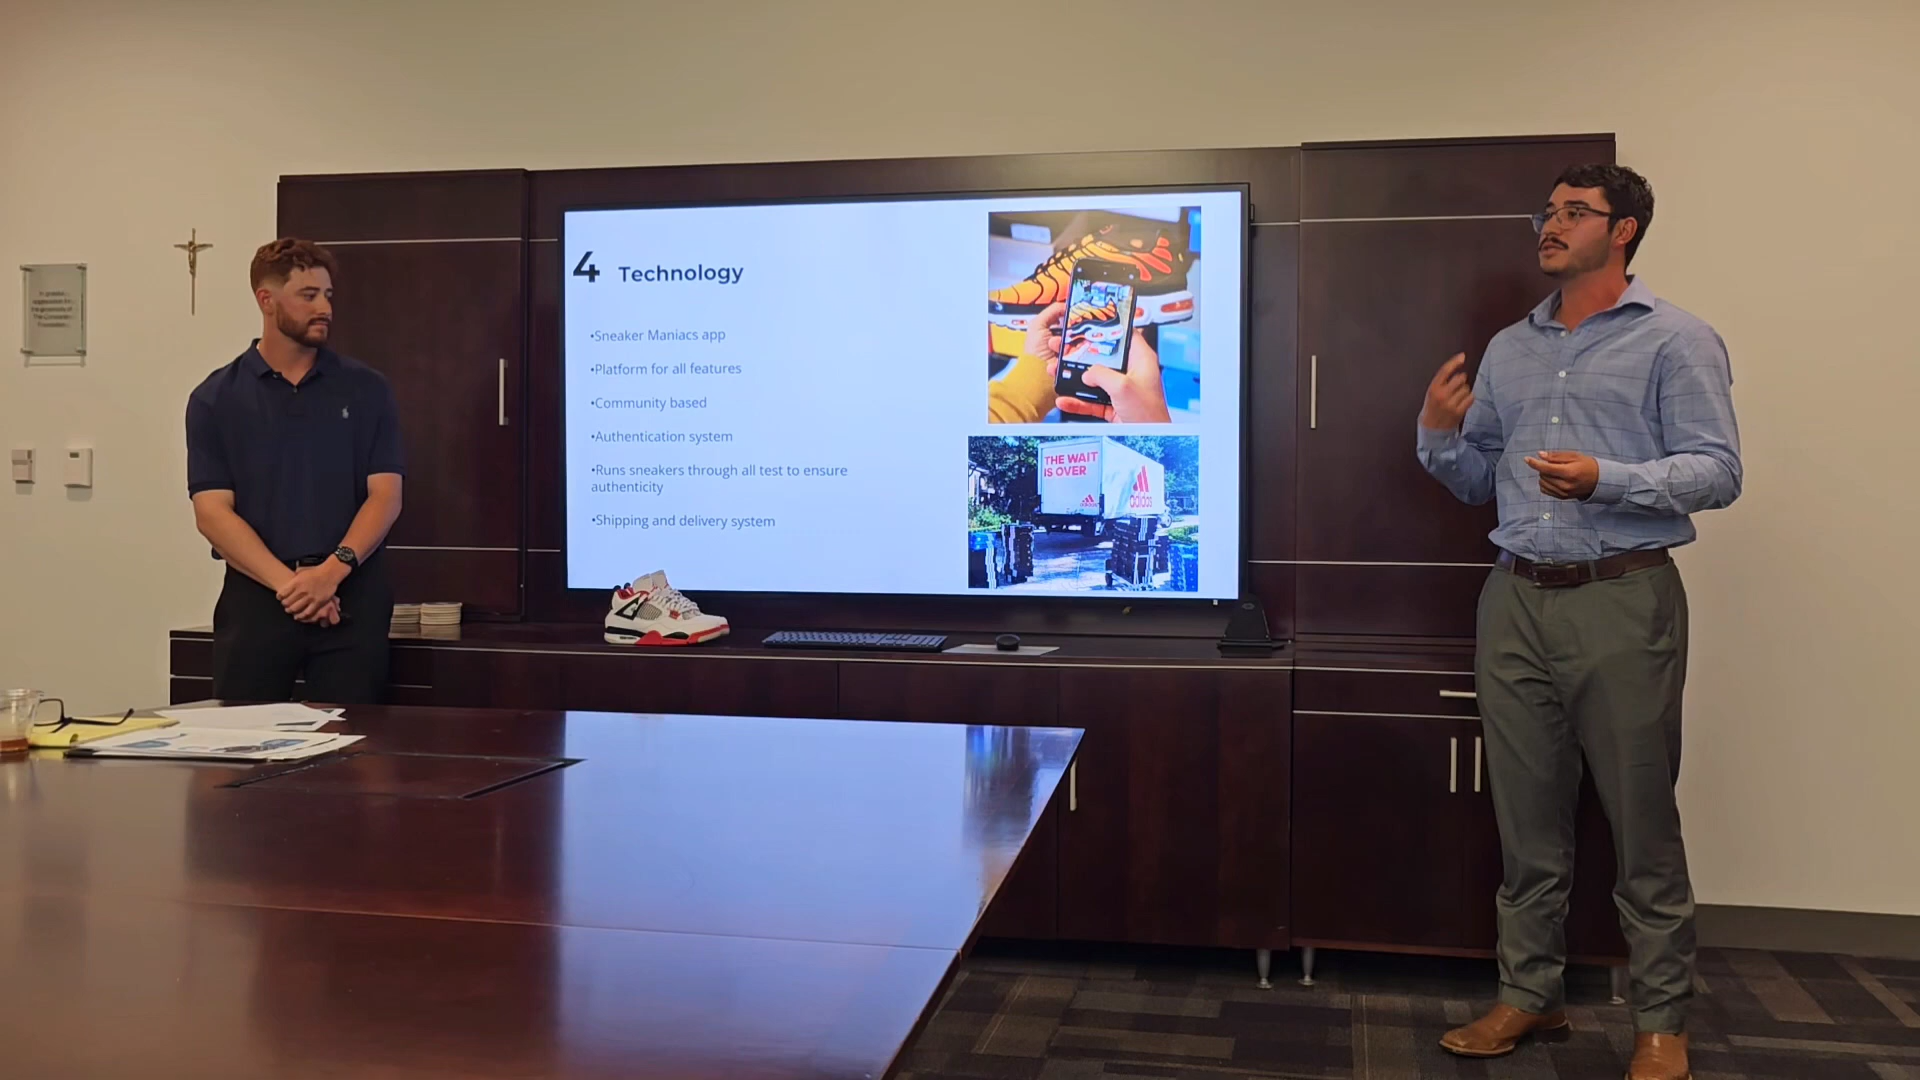 4 Technology
•Sneaker Maniacs app
•Platform for all features
•Community based
•Authentication system
•Runs sneakers through all test to ensure
authenticity
•Shipping and delivery system
THE WAIT
IS OVER
adidas